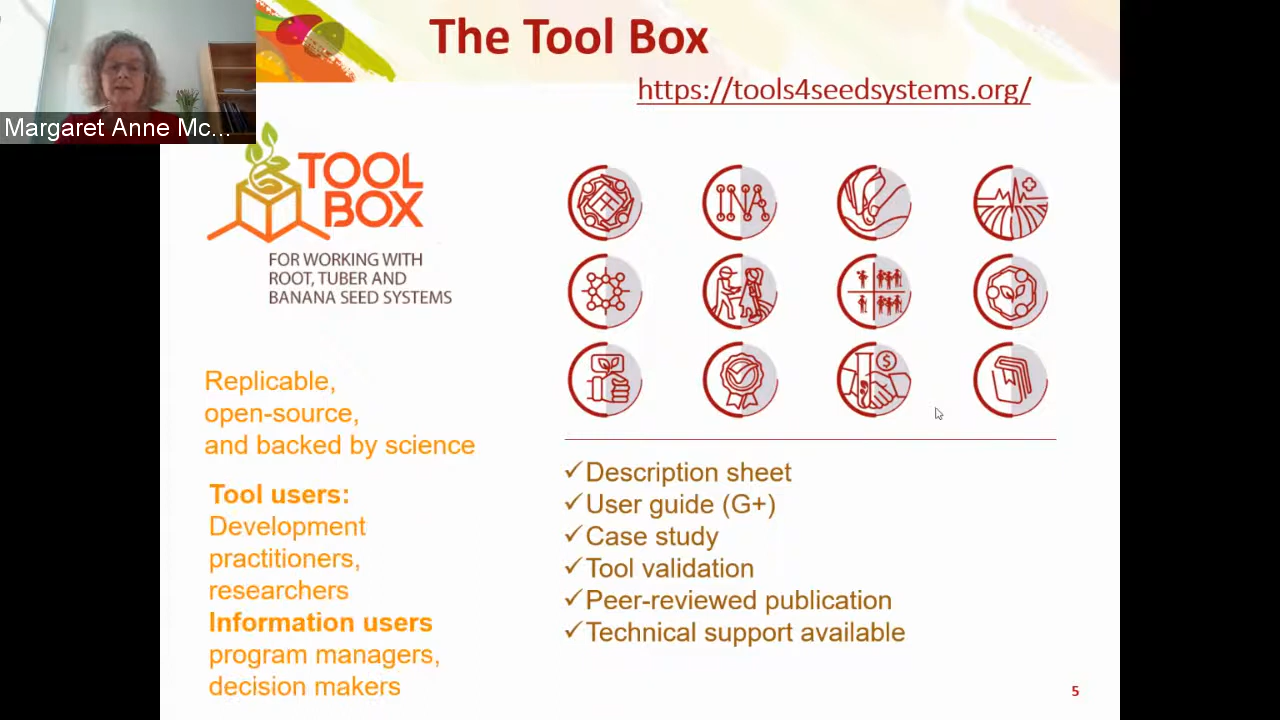 The Tool Box
https://tools4seedsystems.org/
Margaret Anne Mc...
TOOL
BOX
FOR WORKING WITH
ROOT, TUBER AND
BANANA SEED SYSTEMS
INA
$
Replicable,
open-source,
and backed by science
Tool users:
Development
practitioners,
researchers
Information users
program managers,
decision makers
✓Description sheet
✓User guide (G+)
✓Case study
✓Tool validation
✓Peer-reviewed publication
✓Technical support available
5